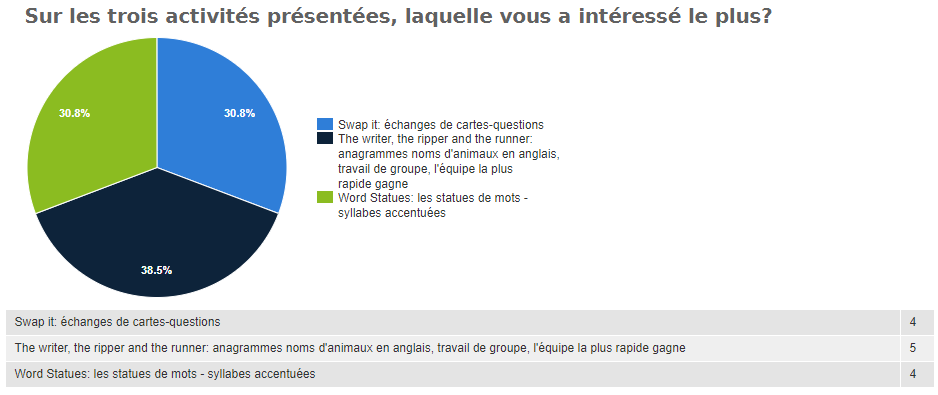 Sur les trois activités présentées, laquelle vous a intéressé le plus?
30.8%
30.8%
38.5%
Swap it: échanges de cartes-questions
The writer, the ripper and the runner:
anagrammes noms d'animaux en anglais,
travail de groupe, l'équipe la plus
rapide gagne
Word Statues: les statues de mots -
syllabes accentuées
Swap it: échanges de cartes-questions 4
The writer, the ripper and the runner: anagrammes noms d'animaux en anglais, travail de groupe, l'équipe la plus rapide gagne 5
Word Statues: les statues de mots - syllabes accentuées 4